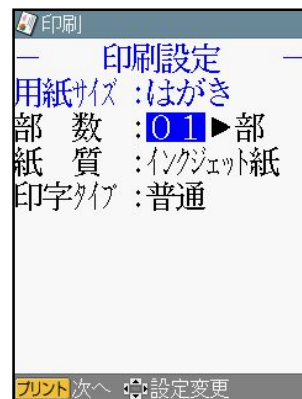 印刷
― 印刷設定 ―
用紙サイズ:はがき
部 数 :01▶部
紙 質 :インクジェット紙
印字タイプ:普通
プリント次へ 設定変更